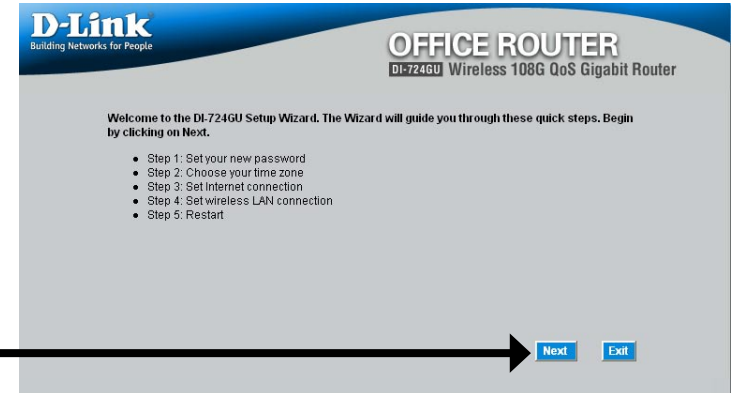 D-Link
Building Networks for People
OFFICE ROUTER
DI-724GU Wireless 108G QoS Gigabit Router
Welcome to the DI-724GU Setup Wizard. The Wizard will guide you through these quick steps. Begin
by clicking on Next.
• Step 1: Set your new password
• Step 2: Choose your time zone
• Step 3: Set Internet connection
• Step 4: Set wireless LAN connection
• Step 5: Restart
Next Exit